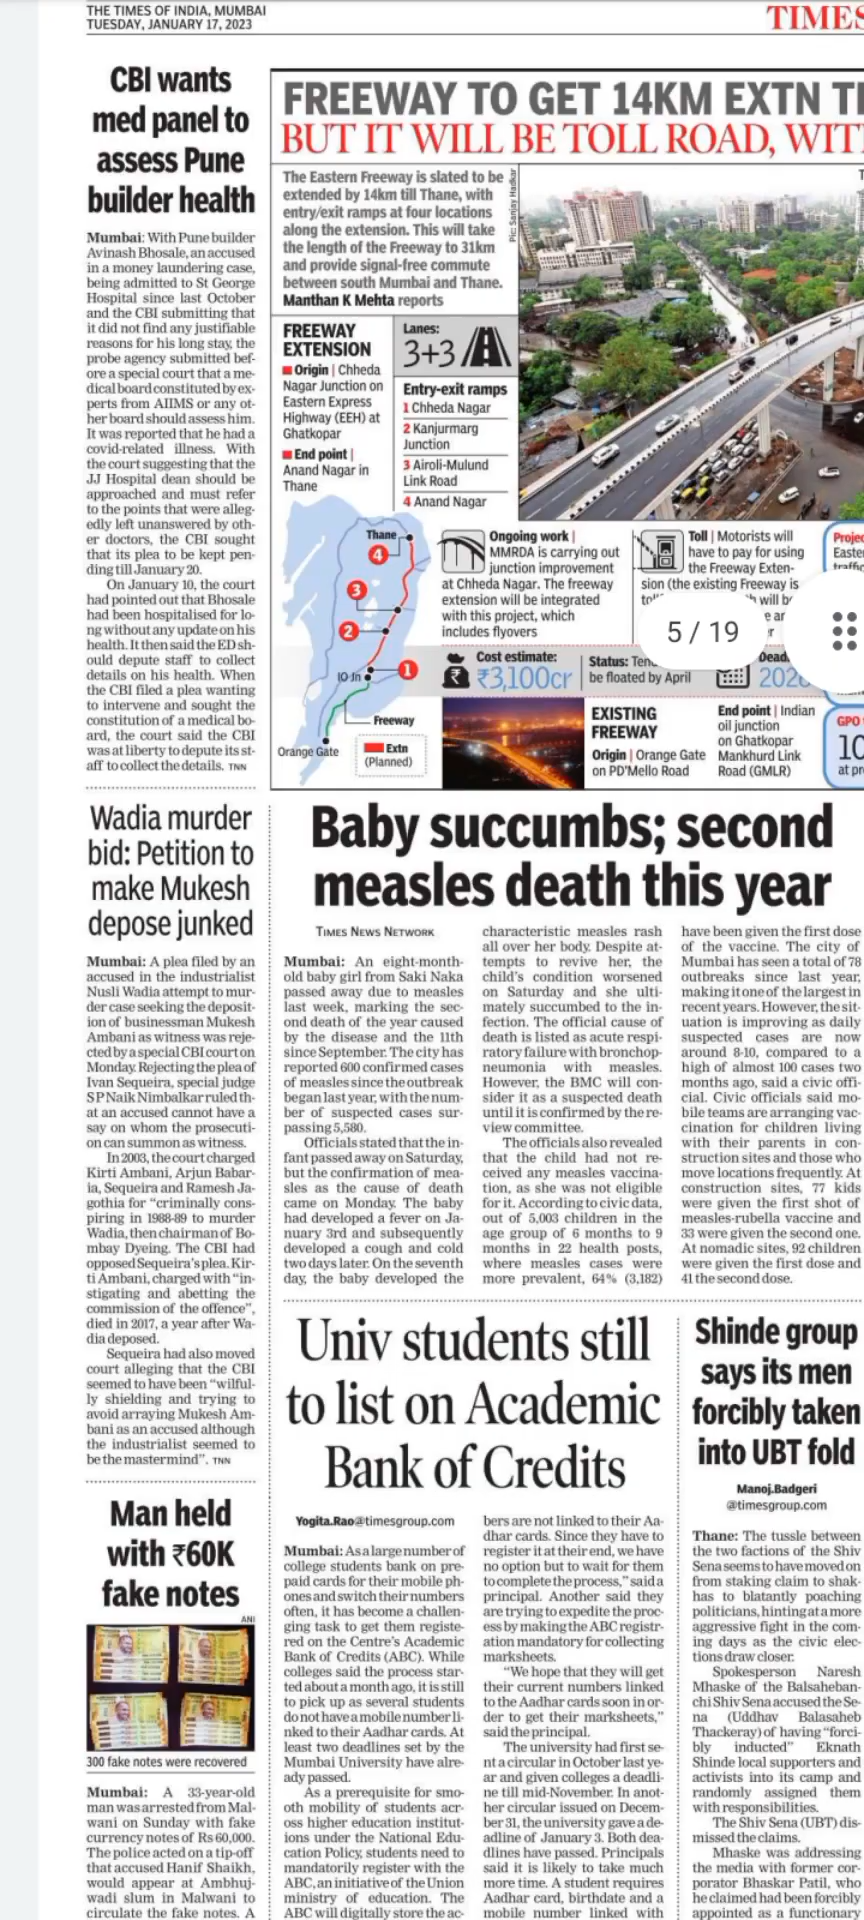 THE TIMES OF INDIA, MUMBAI
TUESDAY, JANUARY 17, 2023
TIMES
CBI wants
med panel to
assess Pune
builder health
Mumbai: With Pune builder
Avinash Bhosale, an accused
in a money laundering case,
being admitted to St George
Hospital since last October
and the CBI submitting that
it did not find any justifiable
reasons for his long stay, the
probe agency submitted bef-
ore a special court that a me-
dical board constituted by ex-
perts from AIIMS or any ot-
her board should assess him.
It was reported that he had a
covid-related illness. With
the court suggesting that the
JJ Hospital dean should be
approached and must refer
to the points that were alleg-
edly left unanswered by oth-
er doctors, the CBI sought
that its plea to be kept pen-
ding till January 20.
On January 10, the court
had pointed out that Bhosale
had been hospitalised for lo-
ng without any update on his
health. It then said the ED sh-
ould depute staff to collect
details on his health. When
the CBI filed a plea wanting
to intervene and sought the
constitution of a medical bo-
ard, the court said the CBI
was at liberty to depute its st-
aff to collect the details. TNN
FREEWAY TO GET 14KM EXTN
BUT IT WILL BE TOLL ROAD,
The Eastern Freeway is slated to be
extended by 14km till Thane, with
entry/exit ramps at four locations
along the extension. This will take
the length of the Freeway to 31km
and provide signal-free commute
between south Mumbai and Thane.
Manthan K Mehta reports
Pic: Sanjay Hadkar
FREEWAY
EXTENSION
Origin | Chheda
Nagar Junction on
Eastern Express
Highway (EEH) at
Ghatkopar
End point |
Anand Nagar in
Thane
Lanes:
3+3
Entry-exit ramps
1 Chheda Nagar
2 Kanjurmarg
Junction
3 Airoli-Mulund
Link Road
4 Anand Nagar
Thane
4
3
2
1
IO Jn
Freeway
Orange Gate
Extn
(Planned)
Ongoing work |
MMRDA is carrying out
junction improvement
at Chheda Nagar. The freeway
extension will be integrated
with this project, which
includes flyovers
Toll | Motorists will
have to pay for using
the Freeway Exten-
sion (the existing Freeway is
will be
5 / 19
Cost estimate:
₹3,100cr
Status:
be floated by April
EXISTING
FREEWAY
Origin | Orange Gate
on PD'Mello Road
End point | Indian
oil junction
on Ghatkopar
Mankhurd Link
Road (GMLR)
GPO
10
at
Wadia murder
bid: Petition to
make Mukesh
depose junked
Mumbai: A plea filed by an
accused in the industrialist
Nusli Wadia attempt to mur-
der case seeking the deposit-
ion of businessman Mukesh
Ambani as witness was reje-
cted by a special CBI court on
Monday. Rejecting the plea of
Ivan Sequeira, special judge
S P Naik Nimbalkar ruled th-
at an accused cannot have a
say on whom the prosecuti-
on can summon as witness.
In 2003, the court charged
Kirti Ambani, Arjun Babar-
ia, Sequeira and Ramesh Ja-
gothia for “criminally cons-
piring in 1988-89 to murder
Wadia, then chairman of Bo-
mbay Dyeing. The CBI had
opposed Sequeira's plea. Kir-
ti Ambani, charged with “in-
stigating and abetting the
commission of the offence”,
died in 2017, a year after Wa-
dia deposed.
Sequeira had also moved
court alleging that the CBI
seemed to have been “wilful-
ly shielding and trying to
avoid arraying Mukesh Am-
bani as an accused although
the industrialist seemed to
be the mastermind”. TNN
Man held
with ₹60K
fake notes
ANI
300 fake notes were recovered
Mumbai: A 33-year-old
man was arrested from Mal-
wani on Sunday with fake
currency notes of Rs 60,000.
The police acted on a tip-off
that accused Hanif Shaikh,
would appear at Ambhuj-
wadi slum in Malwani to
circulate the fake notes. A
Baby succumbs; second
measles death this year
TIMES NEWS NETWORK
Mumbai: An eight-month-
old baby girl from Saki Naka
passed away due to measles
last week, marking the sec-
ond death of the year caused
by the disease and the 11th
since September. The city has
reported 600 confirmed cases
of measles since the outbreak
began last year, with the num-
ber of suspected cases sur-
passing 5,580.
Officials stated that the in-
fant passed away on Saturday,
but the confirmation of mea-
sles as the cause of death
came on Monday. The baby
had developed a fever on Ja-
nuary 3rd and subsequently
developed a cough and cold
two days later. On the seventh
day, the baby developed the
characteristic measles rash
all over her body. Despite at-
tempts to revive her, the
child's condition worsened
on Saturday and she ulti-
mately succumbed to the in-
fection. The official cause of
death is listed as acute respi-
ratory failure with bronchop-
neumonia with measles.
However, the BMC will con-
sider it as a suspected death
until it is confirmed by the re-
view committee.
The officials also revealed
that the child had not re-
ceived any measles vaccina-
tion, as she was not eligible
for it. According to civic data,
out of 5,003 children in the
age group of 6 months to 9
months in 22 health posts,
where measles cases were
more prevalent, 64% (3,182)
have been given the first dose
of the vaccine. The city of
Mumbai has seen a total of 78
outbreaks since last year,
making it one of the largest in
recent years. However, the sit-
uation is improving as daily
suspected cases are now
around 8-10, compared to a
high of almost 100 cases two
months ago, said a civic offi-
cial. Civic officials said mo-
bile teams are arranging vac-
cination for children living
with their parents in con-
struction sites and those who
move locations frequently. At
construction sites, 77 kids
were given the first shot of
measles-rubella vaccine and
33 were given the second one.
At nomadic sites, 92 children
were given the first dose and
41 the second dose.
Univ students still
to list on Academic
Bank of Credits
Yogita.Rao@timesgroup.com
Mumbai: As a large number of
college students bank on pre-
paid cards for their mobile ph-
ones and switch their numbers
often, it has become a challen-
ging task to get them registe-
red on the Centre's Academic
Bank of Credits (ABC). While
colleges said the process star-
ted about a month ago, it is still
to pick up as several students
do not have a mobile number li-
nked to their Aadhar cards. At
least two deadlines set by the
Mumbai University have alre-
ady passed.
As a prerequisite for smo-
oth mobility of students acr-
oss higher education institut-
ions under the National Edu-
cation Policy, students need to
mandatorily register with the
ABC, an initiative of the Union
ministry of education. The
ABC will digitally store the ac-
bers are not linked to their Aa-
dhar cards. Since they have to
register it at their end, we have
no option but to wait for them
to complete the process,” said a
principal. Another said they
are trying to expedite the proc-
ess by making the ABC registr-
ation mandatory for collecting
marksheets.
“We hope that they will get
their current numbers linked
to the Aadhar cards soon in or-
der to get their marksheets,”
said the principal.
The university had first se-
nt a circular in October last ye-
ar and given colleges a deadli-
ne till mid-November. In anot-
her circular issued on Decem-
ber 31, the university gave a de-
adline of January 3. Both dea-
dlines have passed. Principals
said it is likely to take much
more time. A student requires
Aadhar card, birthdate and a
mobile number linked with
Shinde group
says its men
forcibly taken
into UBT fold
Manoj.Badgeri
@timesgroup.com
Thane: The tussle between
the two factions of the Shiv
Sena seems to have moved on
from staking claim to shak-
has to blatantly poaching
politicians, hinting at a more
aggressive fight in the com-
ing days as the civic elec-
tions draw closer.
Spokesperson Naresh
Mhaske of the Balsaheban-
chi Shiv Sena accused the Se-
na (Uddhav Balasaheb
Thackeray) of having “forci-
bly inducted” Eknath
Shinde local supporters and
activists into its camp and
randomly assigned them
with responsibilities.
The Shiv Sena (UBT) dis-
missed the claims.
Mhaske was addressing
the media with former cor-
porator Bhaskar Patil, who
he claimed had been forcibly
appointed as a functionary